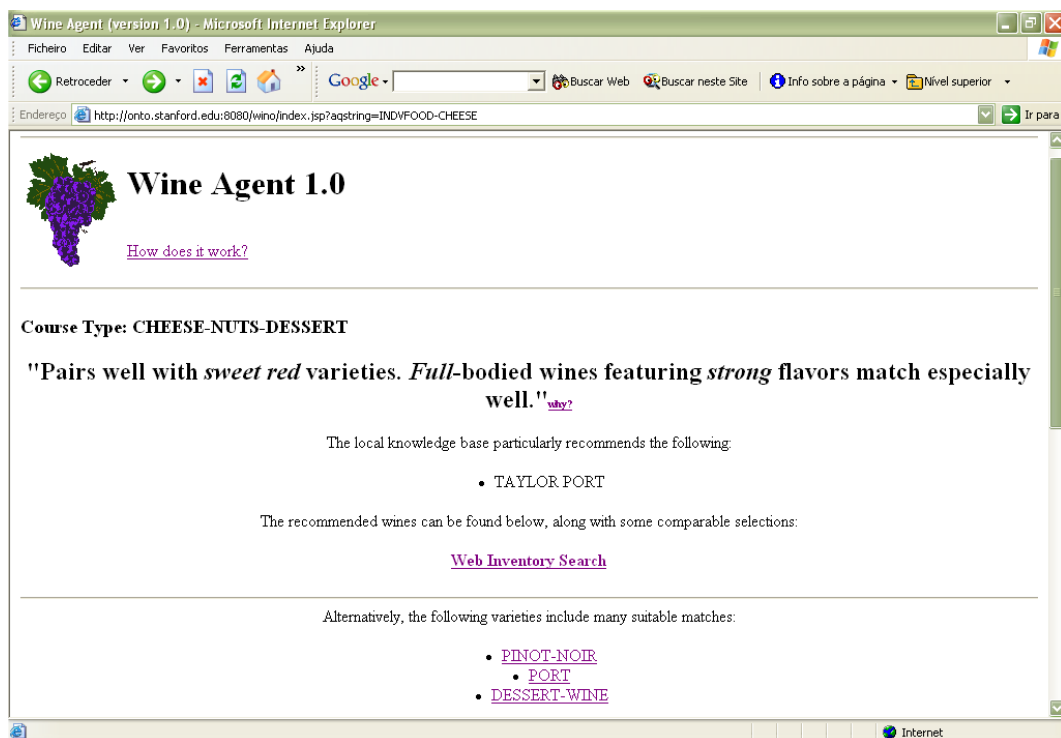 Wine Agent (version 1.0) - Microsoft Internet Explorer
Ficheiro Editar Ver Favoritos Ferramentas Ajuda
Retroceder » Google Buscar Web Buscar neste Site Info sobre a página Nível superior
Endereço http://onto.stanford.edu:8080/wino/index.jsp?aqstring=INDVFOOD-CHEESE Ir para
Wine Agent 1.0
How does it work?
Course Type: CHEESE-NUTS-DESSERT
"Pairs well with sweet red varieties. Full-bodied wines featuring strong flavors match especially
well."why?
The local knowledge base particularly recommends the following:
• TAYLOR PORT
The recommended wines can be found below, along with some comparable selections:
Web Inventory Search
Alternatively, the following varieties include many suitable matches:
• PINOT-NOIR
• PORT
• DESSERT-WINE
Internet